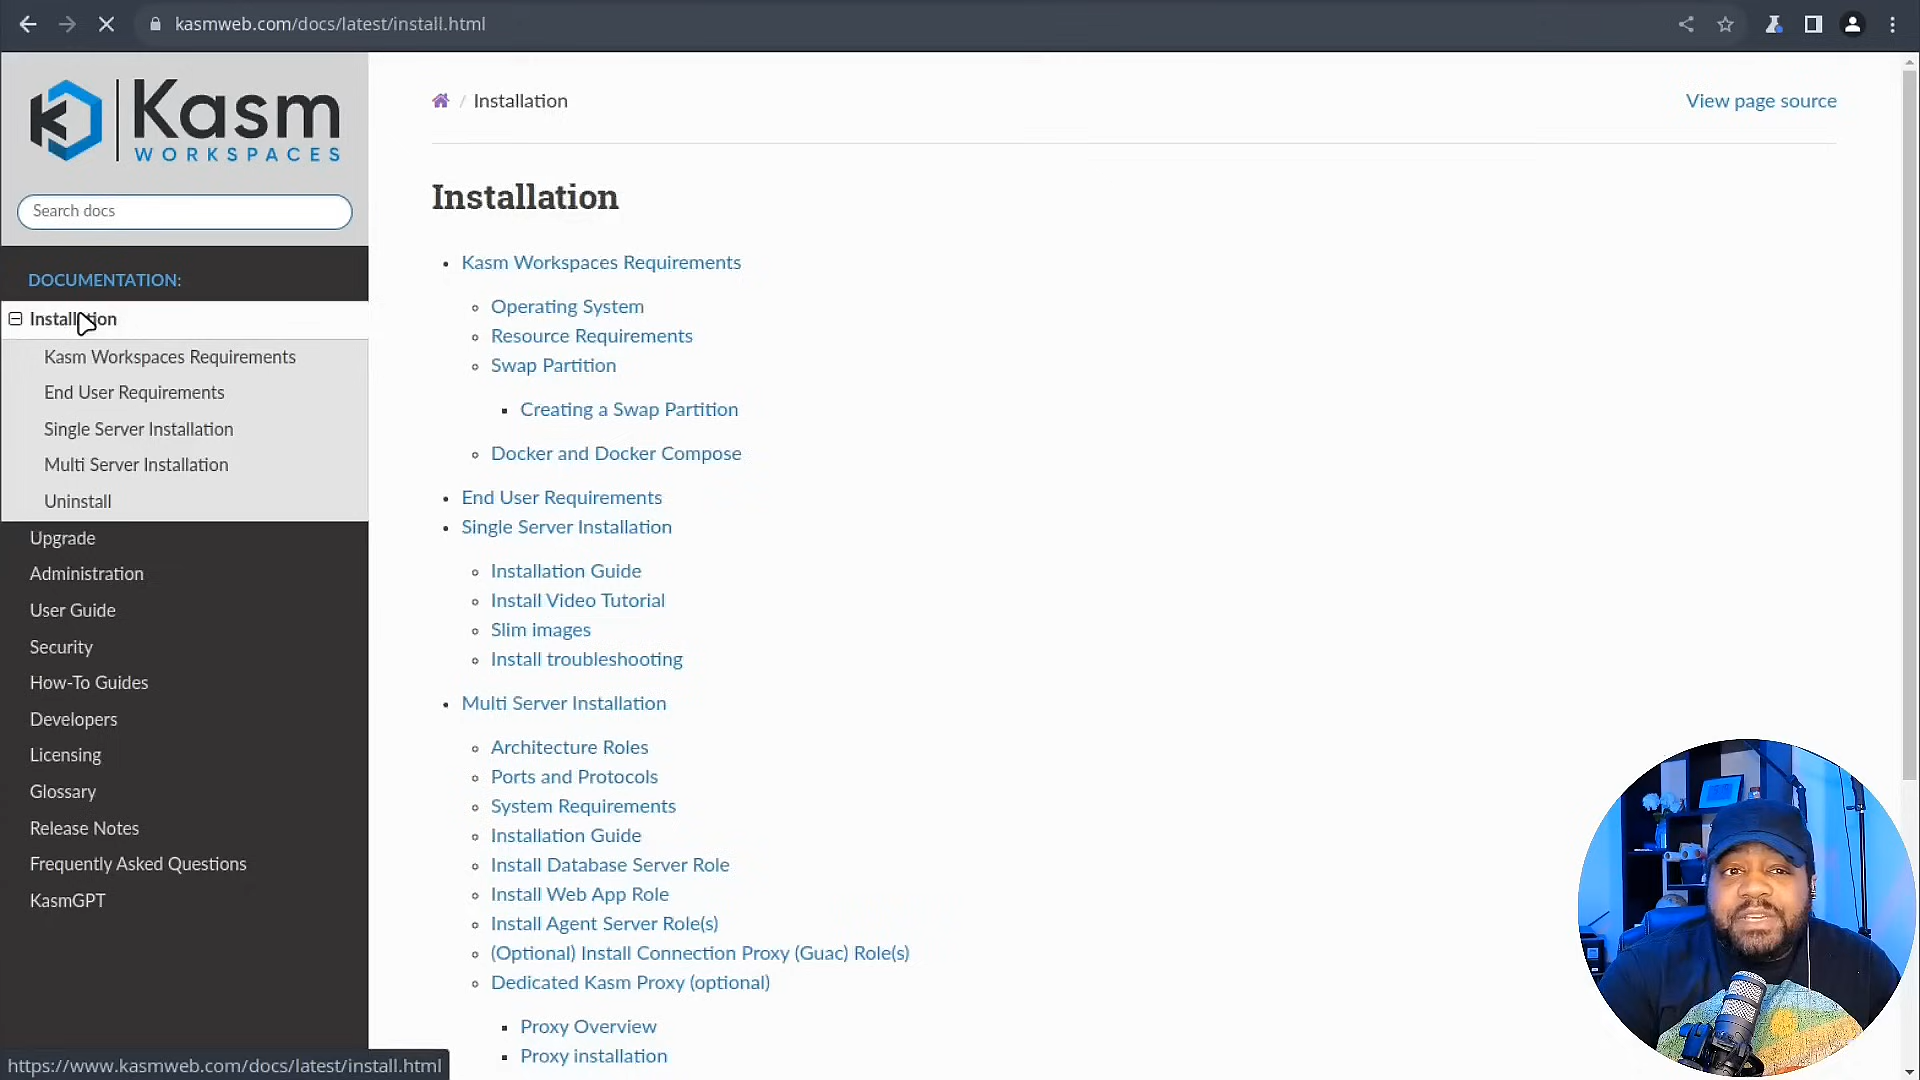 kasmweb.com/docs/latest/install.html
Kasm
WORKSPACES
Search docs
DOCUMENTATION:
Installation
Kasm Workspaces Requirements
End User Requirements
Single Server Installation
Multi Server Installation
Uninstall
Upgrade
Administration
User Guide
Security
How-To Guides
Developers
Licensing
Glossary
Release Notes
Frequently Asked Questions
KasmGPT
https://www.kasmweb.com/docs/latest/install.html
/ Installation
View page source
Installation
• Kasm Workspaces Requirements
Operating System
Resource Requirements
Swap Partition
Creating a Swap Partition
Docker and Docker Compose
• End User Requirements
• Single Server Installation
Installation Guide
Install Video Tutorial
Slim images
Install troubleshooting
• Multi Server Installation
Architecture Roles
Ports and Protocols
System Requirements
Installation Guide
Install Database Server Role
Install Web App Role
Install Agent Server Role(s)
(Optional) Install Connection Proxy (Guac) Role(s)
Dedicated Kasm Proxy (optional)
Proxy Overview
Proxy installation